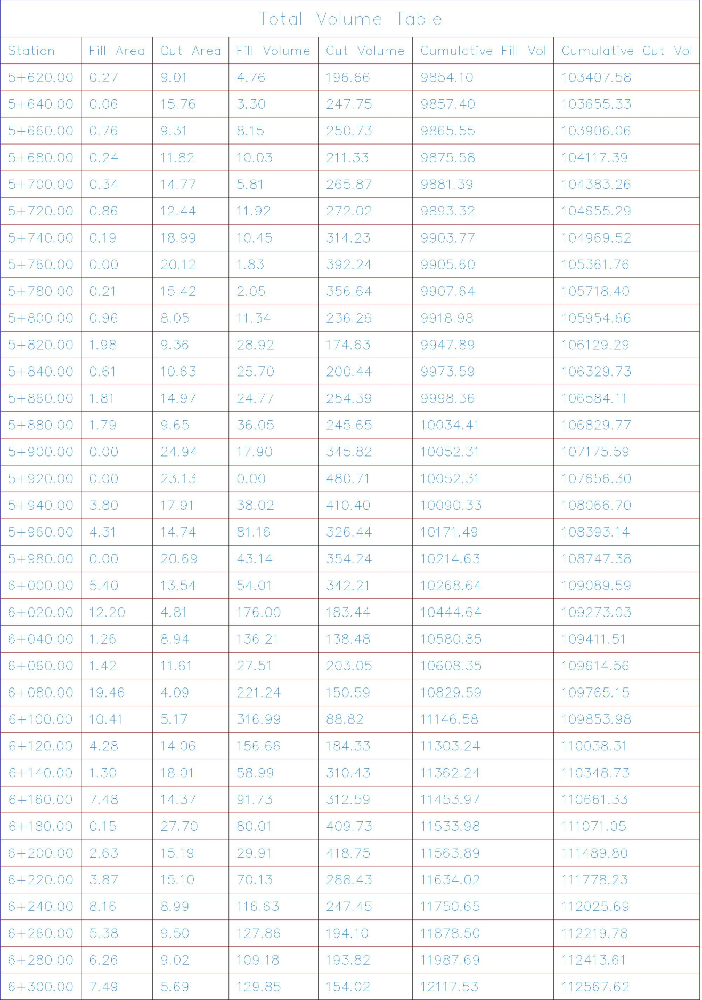 Total Volume Table
Station Fill Area Cut Area Fill Volume Cut Volume Cumulative Fill Vol Cumulative Cut Vol
5+620.00 0.27 9.01 4.76 196.66 9854.10 103407.58
5+640.00 0.06 15.76 3.30 247.75 9857.40 103655.33
5+660.00 0.76 9.31 8.15 250.73 9865.55 103906.06
5+680.00 0.24 11.82 10.03 211.33 9875.58 104117.39
5+700.00 0.34 14.77 5.81 265.87 9881.39 104383.26
5+720.00 0.86 12.44 11.92 272.02 9893.32 104655.29
5+740.00 0.19 18.99 10.45 314.23 9903.77 104969.52
5+760.00 0.00 20.12 1.83 392.24 9905.60 105361.76
5+780.00 0.21 15.42 2.05 356.64 9907.64 105718.40
5+800.00 0.96 8.05 11.34 236.26 9918.98 105954.66
5+820.00 1.98 9.36 28.92 174.63 9947.89 106129.29
5+840.00 0.61 10.63 25.70 200.44 9973.59 106329.73
5+860.00 1.81 14.97 24.77 254.39 9998.36 106584.11
5+880.00 1.79 9.65 36.05 245.65 10034.41 106829.77
5+900.00 0.00 24.94 17.90 345.82 10052.31 107175.59
5+920.00 0.00 23.13 0.00 480.71 10052.31 107656.30
5+940.00 3.80 17.91 38.02 410.40 10090.33 108066.70
5+960.00 4.31 14.74 81.16 326.44 10171.49 108393.14
5+980.00 0.00 20.69 43.14 354.24 10214.63 108747.38
6+000.00 5.40 13.54 54.01 342.21 10268.64 109089.59
6+020.00 12.20 4.81 176.00 183.44 10444.64 109273.03
6+040.00 1.26 8.94 136.21 138.48 10580.85 109411.51
6+060.00 1.42 11.61 27.51 203.05 10608.35 109614.56
6+080.00 19.46 4.09 221.24 150.59 10829.59 109765.15
6+100.00 10.41 5.17 316.99 88.82 11146.58 109853.98
6+120.00 4.28 14.06 156.66 184.33 11303.24 110038.31
6+140.00 1.30 18.01 58.99 310.43 11362.24 110348.73
6+160.00 7.48 14.37 91.73 312.59 11453.97 110661.33
6+180.00 0.15 27.70 80.01 409.73 11533.98 111071.05
6+200.00 2.63 15.19 29.91 418.75 11563.89 111489.80
6+220.00 3.87 15.10 70.13 288.43 11634.02 111778.23
6+240.00 8.16 8.99 116.63 247.45 11750.65 112025.69
6+260.00 5.38 9.50 127.86 194.10 11878.50 112219.78
6+280.00 6.26 9.02 109.18 193.82 11987.69 112413.61
6+300.00 7.49 5.69 129.85 154.02 12117.53 112567.62